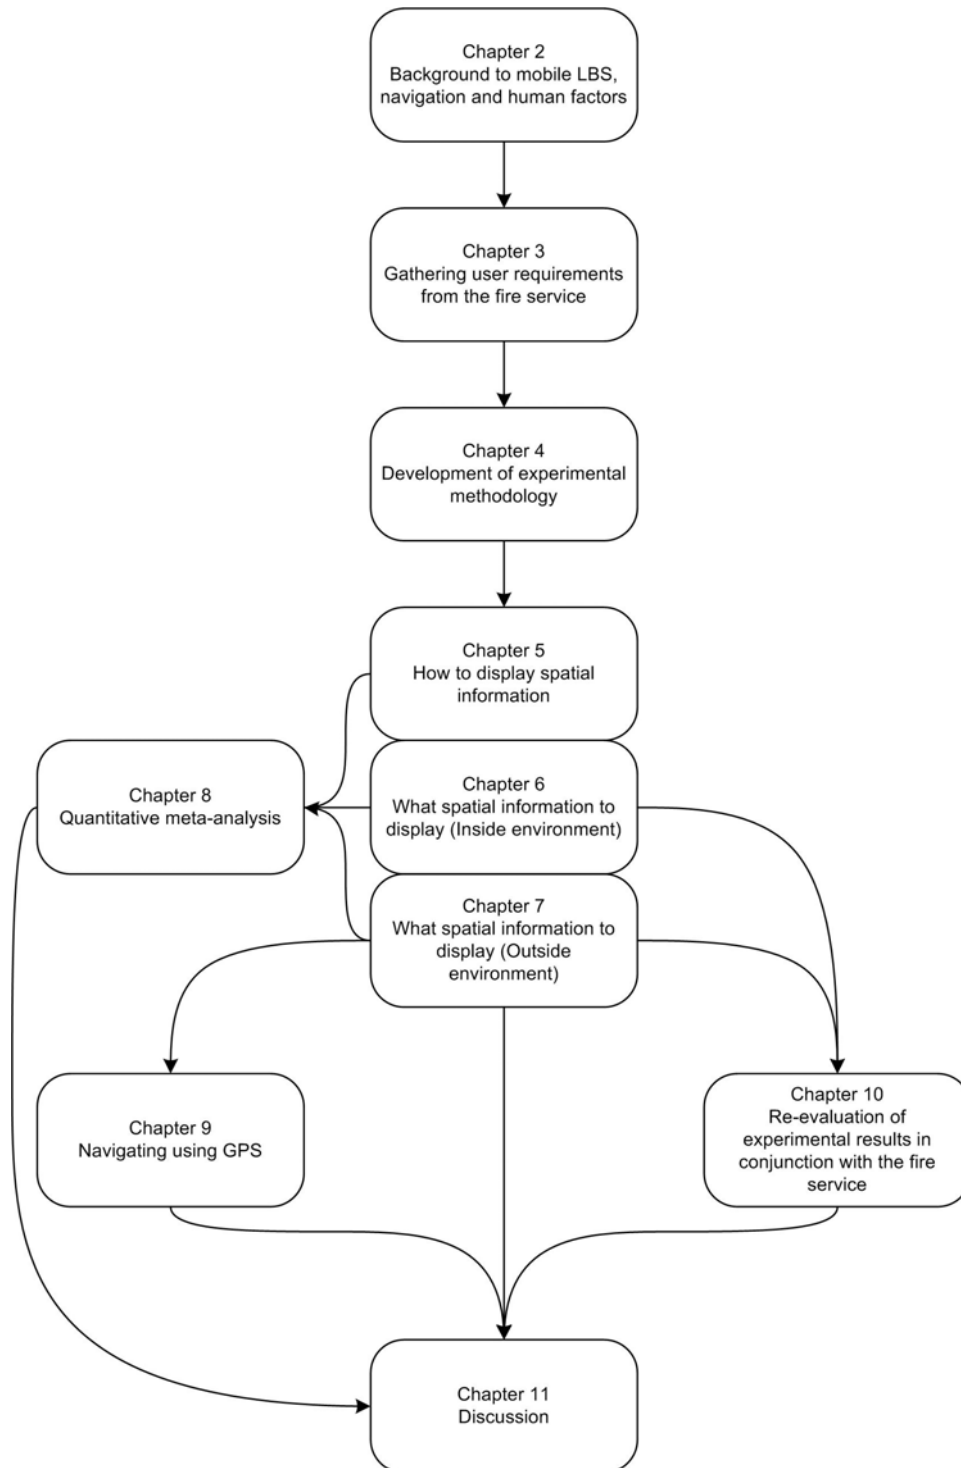 Chapter 2
Background to mobile LBS,
navigation and human factors
Chapter 3
Gathering user requirements
from the fire service
Chapter 4
Development of experimental
methodology
Chapter 5
How to display spatial
information
Chapter 8
Quantitative meta-analysis
Chapter 6
What spatial information to
display (Inside environment)
Chapter 7
What spatial information to
display (Outside
environment)
Chapter 9
Navigating using GPS
Chapter 10
Re-evaluation of
experimental results in
conjunction with the fire
service
Chapter 11
Discussion